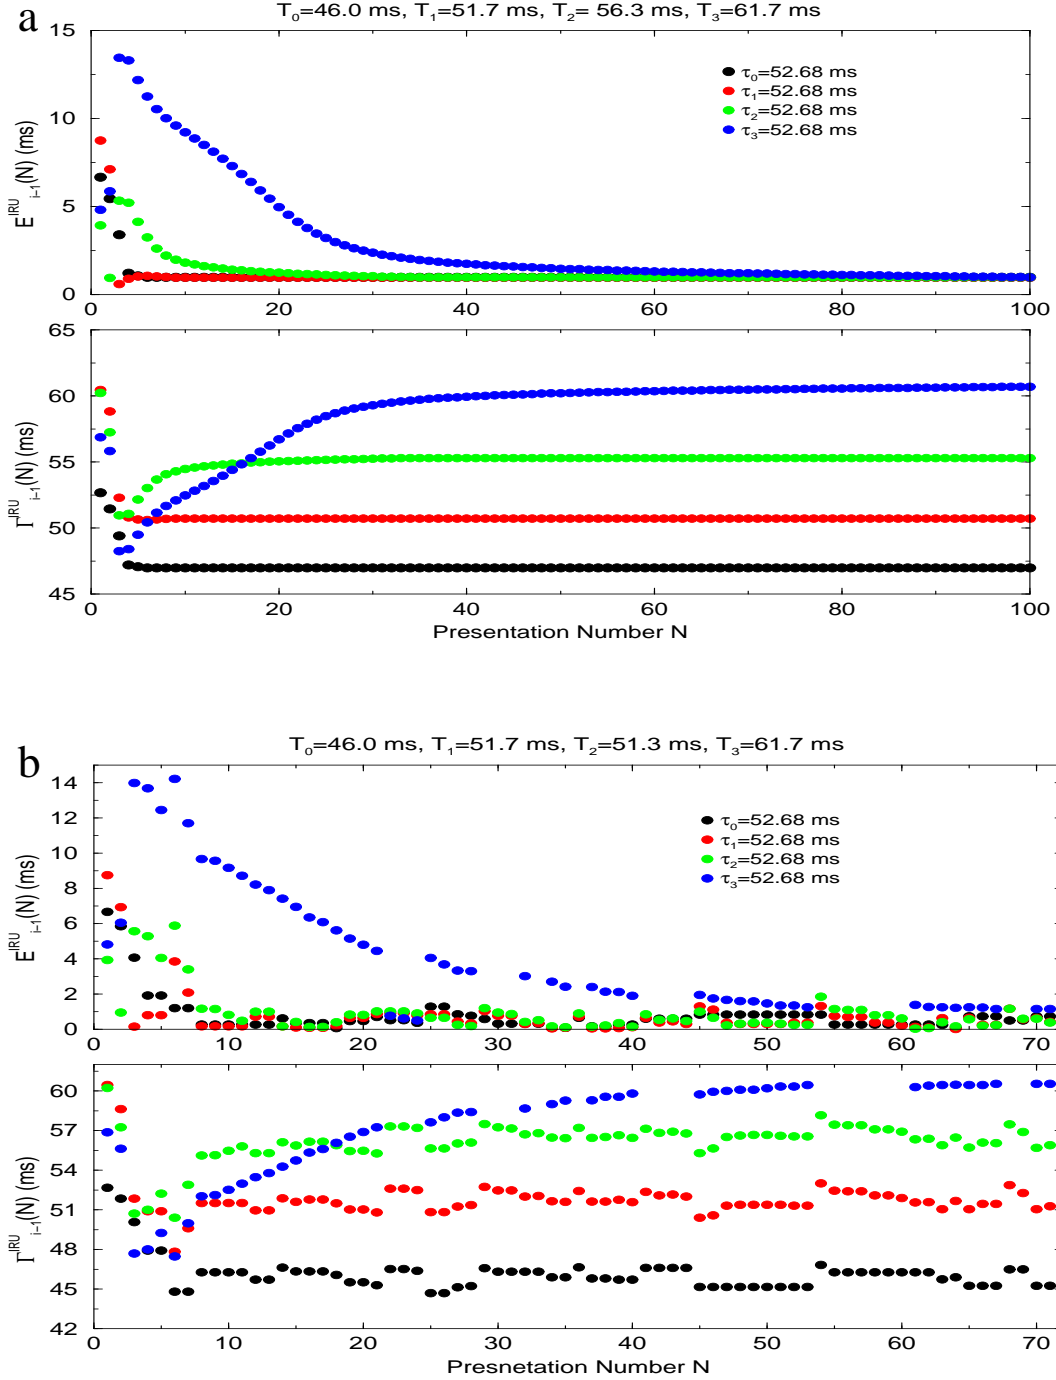 a
T0=46.0 ms, T1=51.7 ms, T2= 56.3 ms, T3=61.7 ms
15
10
5
0
E^IRU_i−1(N) (ms)
τ0=52.68 ms
τ1=52.68 ms
τ2=52.68 ms
τ3=52.68 ms
0 20 40 60 80 100
65
60
55
50
45
Γ^IRU_i−1(N) (ms)
0 20 40 60 80 100
Presentation Number N
b
T0=46.0 ms, T1=51.7 ms, T2=51.3 ms, T3=61.7 ms
14
12
10
8
6
4
2
0
E^IRU_i−1(N) (ms)
τ0=52.68 ms
τ1=52.68 ms
τ2=52.68 ms
τ3=52.68 ms
0 10 20 30 40 50 60 70
60
57
54
51
48
45
42
Γ^IRU_i−1(N) (ms)
0 10 20 30 40 50 60 70
Presnetation Number N